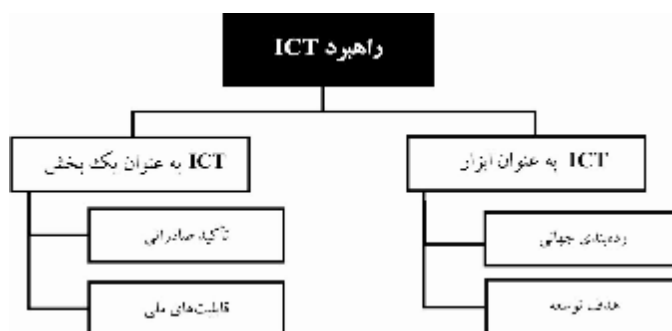 راهبرد ICT
ICT به عنوان ابزار
رده‌بندی جهانی
هدف توسعه
ICT به عنوان یک بخش
تأکید صادراتی
قابلیت‌های ملی